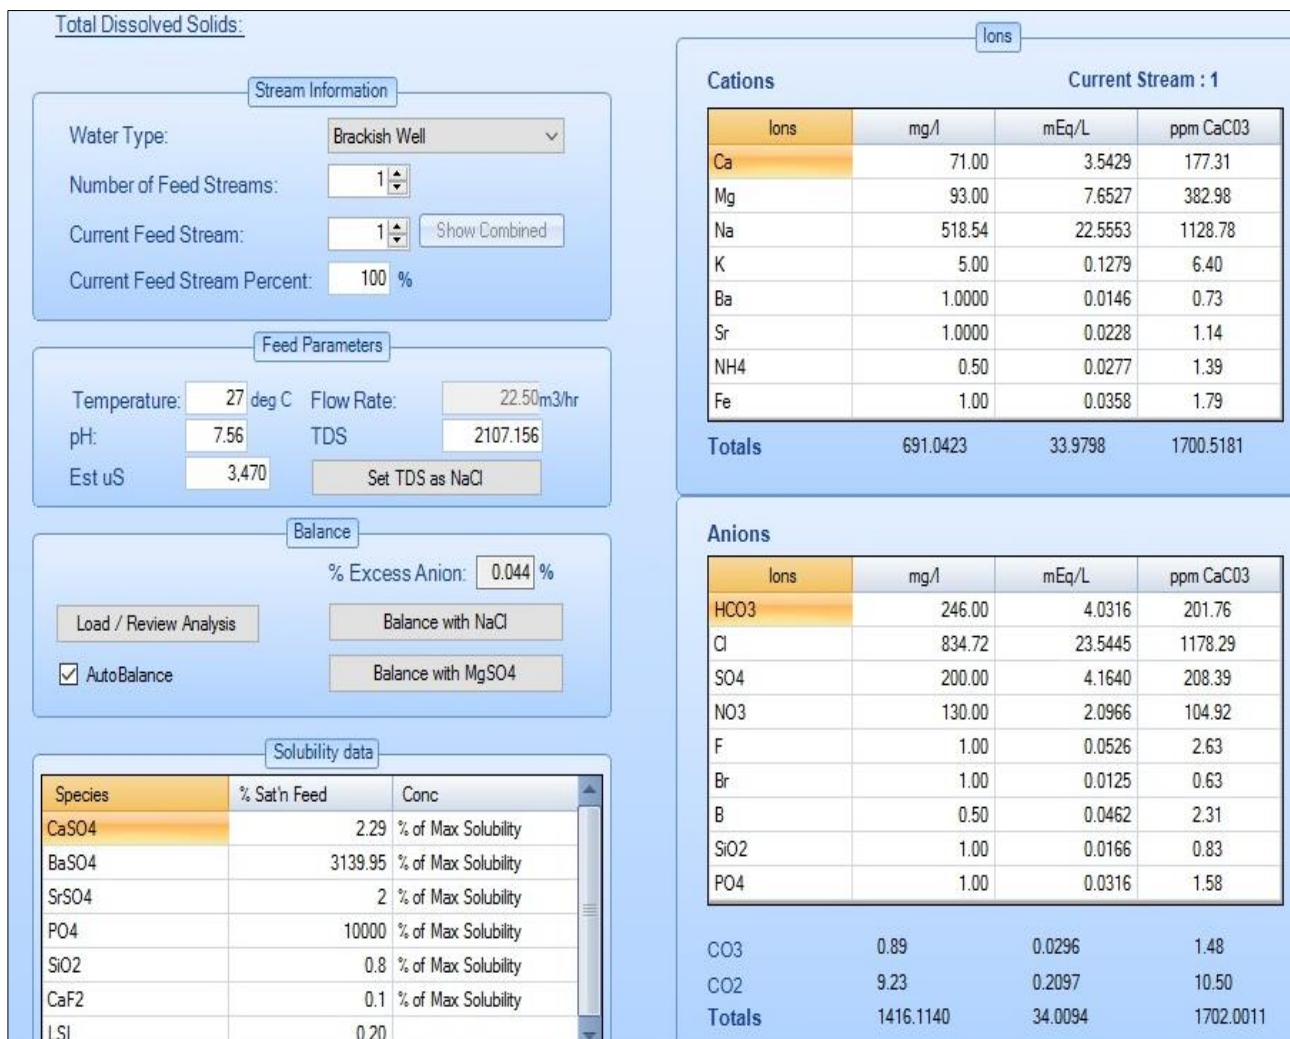 Total Dissolved Solids:
Stream Information
Water Type: Brackish Well
Number of Feed Streams: 1
Current Feed Stream: 1 Show Combined
Current Feed Stream Percent: 100 %
Feed Parameters
Temperature: 27 deg C Flow Rate: 22.50 m3/hr
pH: 7.56 TDS 2107.156
Est uS 3,470 Set TDS as NaCl
Balance
% Excess Anion: 0.044 %
Load / Review Analysis Balance with NaCl
AutoBalance Balance with MgSO4
Solubility data
Species % Sat'n Feed Conc
CaSO4 2.29 % of Max Solubility
BaSO4 3139.95 % of Max Solubility
SrSO4 2 % of Max Solubility
PO4 10000 % of Max Solubility
SiO2 0.8 % of Max Solubility
CaF2 0.1 % of Max Solubility
LSI 0.20
Ions
Cations Current Stream : 1
Ions mg/l mEq/L ppm CaCO3
Ca 71.00 3.5429 177.31
Mg 93.00 7.6527 382.98
Na 518.54 22.5553 1128.78
K 5.00 0.1279 6.40
Ba 1.0000 0.0146 0.73
Sr 1.0000 0.0228 1.14
NH4 0.50 0.0277 1.39
Fe 1.00 0.0358 1.79
Totals 691.0423 33.9798 1700.5181
Anions
Ions mg/l mEq/L ppm CaCO3
HCO3 246.00 4.0316 201.76
Cl 834.72 23.5445 1178.29
SO4 200.00 4.1640 208.39
NO3 130.00 2.0966 104.92
F 1.00 0.0526 2.63
Br 1.00 0.0125 0.63
B 0.50 0.0462 2.31
SiO2 1.00 0.0166 0.83
PO4 1.00 0.0316 1.58
CO3 0.89 0.0296 1.48
CO2 9.23 0.2097 10.50
Totals 1416.1140 34.0094 1702.0011